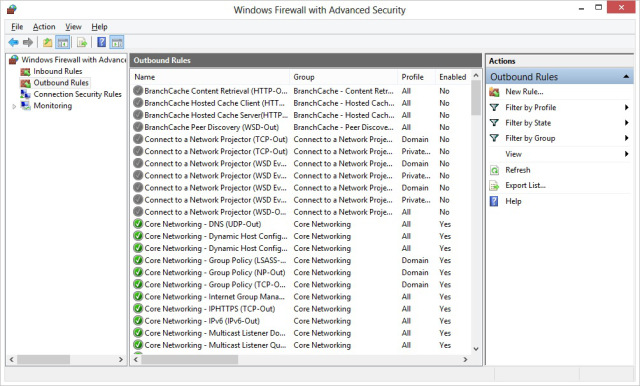 Windows Firewall with Advanced Security
File Action View Help
Windows Firewall with Advanc
Inbound Rules
Outbound Rules
Connection Security Rules
Monitoring
Outbound Rules
Name Group Profile Enabled
BranchCache Content Retrieval (HTTP-O... BranchCache - Content Retr... All No
BranchCache Hosted Cache Client (HTT... BranchCache - Hosted Cach... All No
BranchCache Hosted Cache Server(HTTP... BranchCache - Hosted Cach... All No
BranchCache Peer Discovery (WSD-Out) BranchCache - Peer Discove... All No
Connect to a Network Projector (TCP-Out) Connect to a Network Proje... Domain No
Connect to a Network Projector (TCP-Out) Connect to a Network Proje... Private... No
Connect to a Network Projector (WSD Ev... Connect to a Network Proje... Domain No
Connect to a Network Projector (WSD Ev... Connect to a Network Proje... Private... No
Connect to a Network Projector (WSD Ev... Connect to a Network Proje... Domain No
Connect to a Network Projector (WSD Ev... Connect to a Network Proje... Private... No
Connect to a Network Projector (WSD-O... Connect to a Network Proje... All No
Core Networking - DNS (UDP-Out) Core Networking All Yes
Core Networking - Dynamic Host Config... Core Networking All Yes
Core Networking - Dynamic Host Config... Core Networking All Yes
Core Networking - Group Policy (LSASS-... Core Networking Domain Yes
Core Networking - Group Policy (NP-Out) Core Networking Domain Yes
Core Networking - Group Policy (TCP-O... Core Networking Domain Yes
Core Networking - Internet Group Mana... Core Networking All Yes
Core Networking - IPHTTPS (TCP-Out) Core Networking All Yes
Core Networking - IPv6 (IPv6-Out) Core Networking All Yes
Core Networking - Multicast Listener Do... Core Networking All Yes
Core Networking - Multicast Listener Qu... Core Networking All Yes
Actions
Outbound Rules
New Rule...
Filter by Profile
Filter by State
Filter by Group
View
Refresh
Export List...
Help